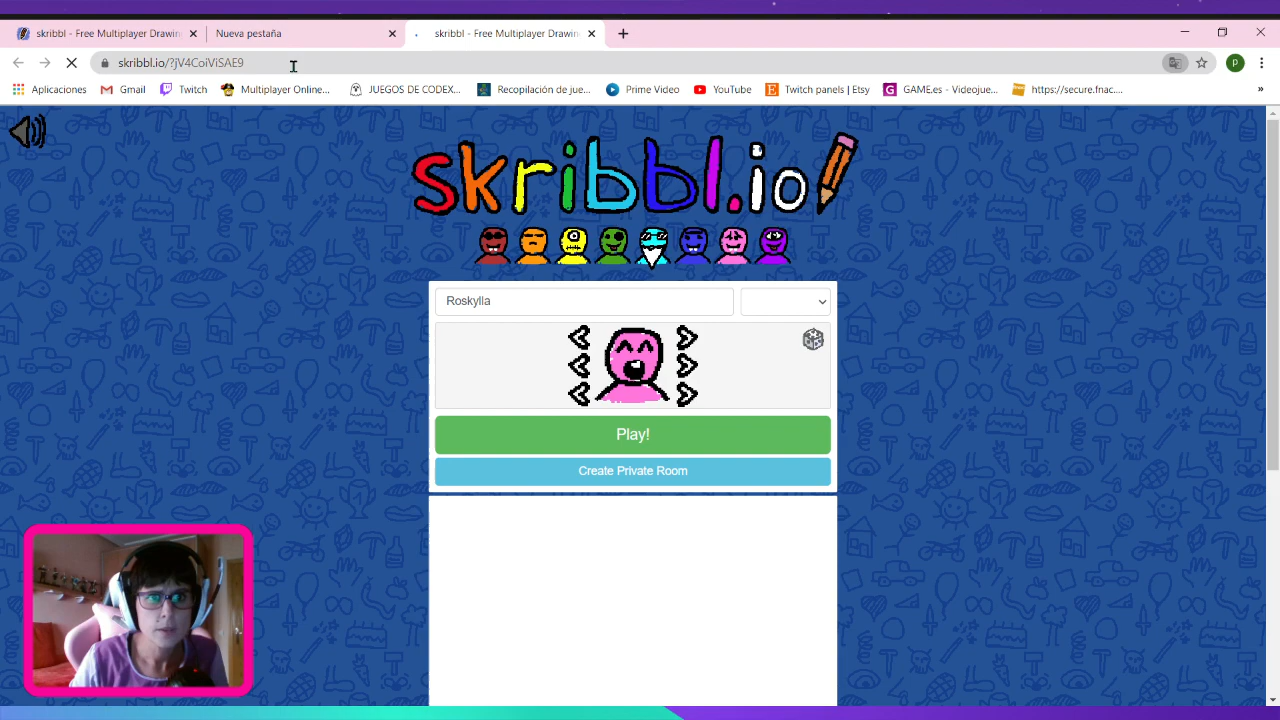 skribbl - Free Multiplayer Drawing
Nueva pestaña
skribbl - Free Multiplayer Drawin
skribbl.io/?jV4CoiViSAE9
P
Aplicaciones
Gmail
Twitch
Multiplayer Online...
JUEGOS DE CODEX...
Recopilación de jue...
Prime Video
YouTube
Twitch panels | Etsy
GAME.es - Videojue...
https://secure.fnac....
»
skribbl.io
Roskylla
Play!
Create Private Room